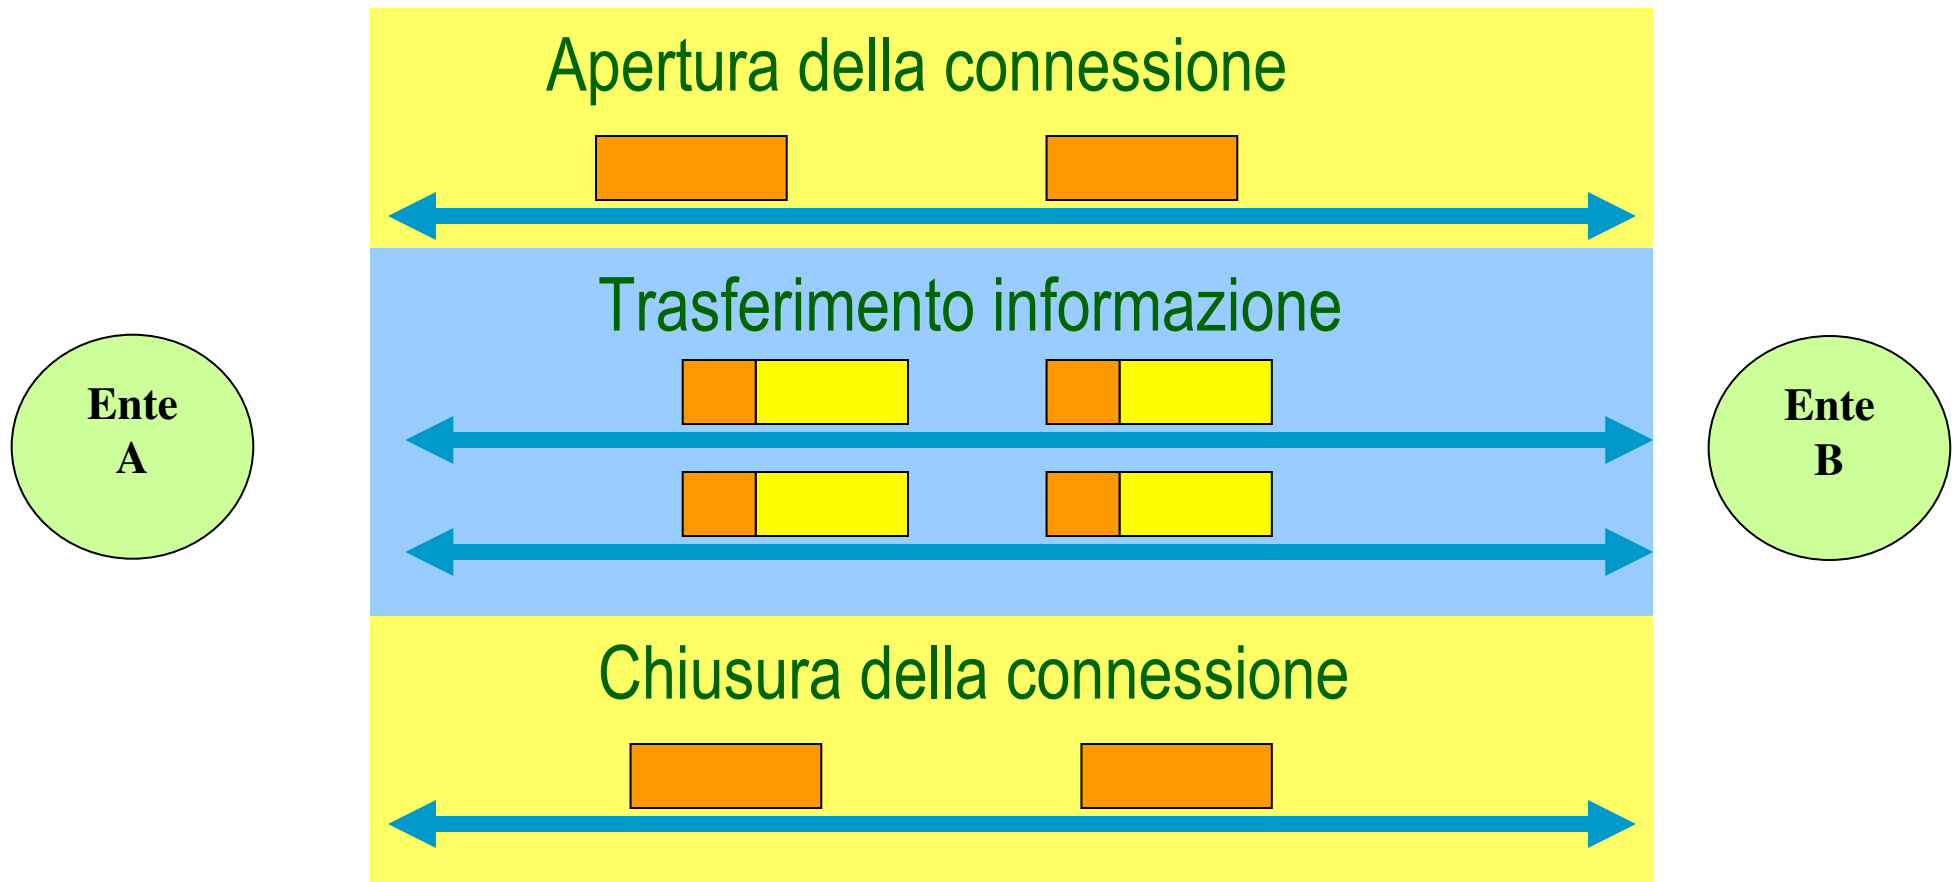 Apertura della connessione
Trasferimento informazione
Ente
A
Ente
B
Chiusura della connessione